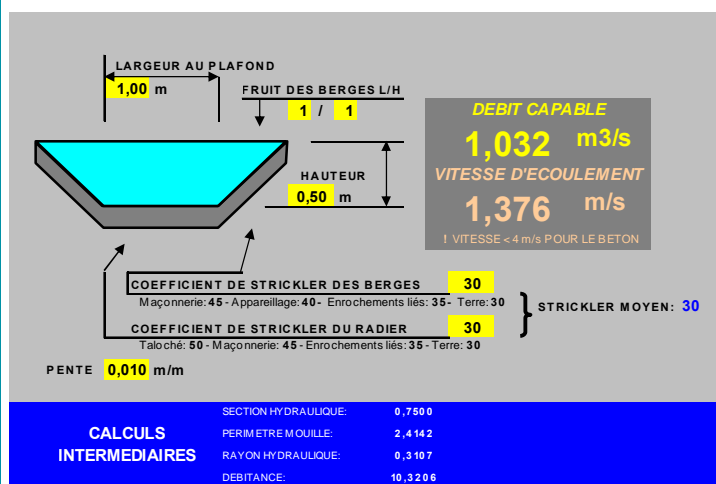 LARGEUR AU PLAFOND
1,00 m
FRUIT DES BERGES L/H
1 / 1
DEBIT CAPABLE
1,032 m3/s
VITESSE D'ECOULEMENT
1,376 m/s
! VITESSE < 4 m/s POUR LE BETON
HAUTEUR
0,50 m
COEFFICIENT DE STRICKLER DES BERGES 30
Maçonnerie: 45 - Appareillage: 40 - Enrochements liés: 35 - Terre: 30
STRICKLER MOYEN: 30
COEFFICIENT DE STRICKLER DU RADIER 30
Taloché: 50 - Maçonnerie: 45 - Enrochements liés: 35 - Terre: 30
PENTE 0,010 m/m
CALCULS INTERMEDIAIRES
SECTION HYDRAULIQUE: 0,7500
PERIMETRE MOUILLE: 2,4142
RAYON HYDRAULIQUE: 0,3107
DEBITANCE: 10,3206